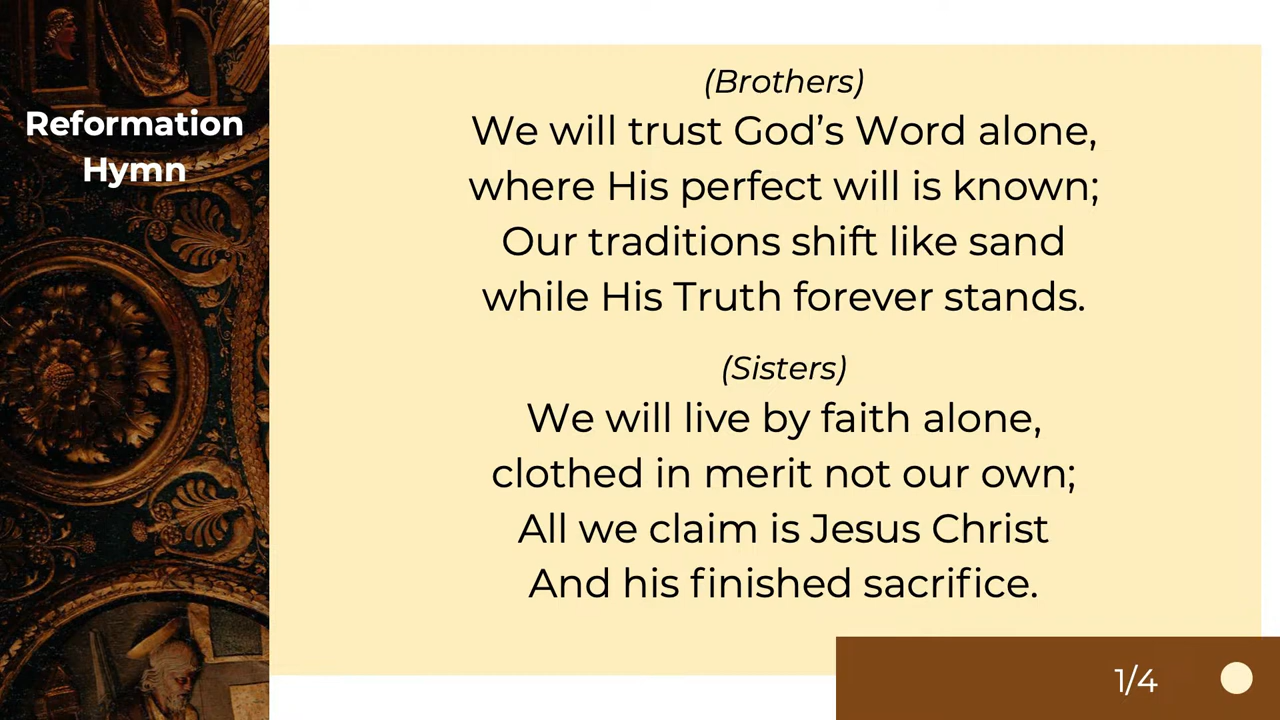 Reformation
Hymn
(Brothers)
We will trust God’s Word alone,
where His perfect will is known;
Our traditions shift like sand
while His Truth forever stands.
(Sisters)
We will live by faith alone,
clothed in merit not our own;
All we claim is Jesus Christ
And his finished sacrifice.
1/4